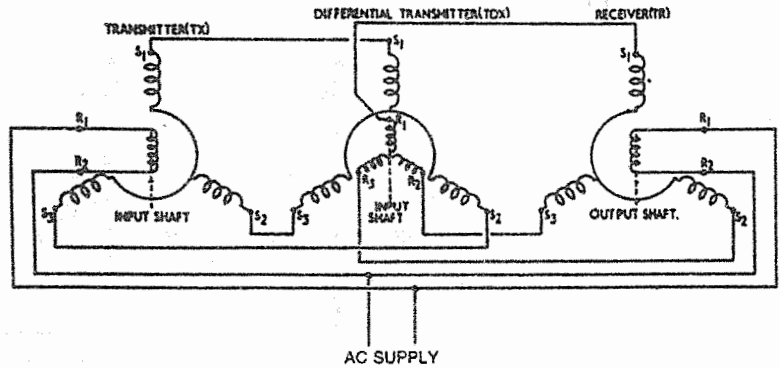 DIFFERENTIAL TRANSMITTER(TDX) RECEIVER(TR)
TRANSMITTER(TX)
S1 S1 S1
R1 R1 R1
R2 R3 R2 R2
S3 INPUT SHAFT S2 S3 INPUT SHAFT S2 S3 OUTPUT SHAFT. S2
AC SUPPLY